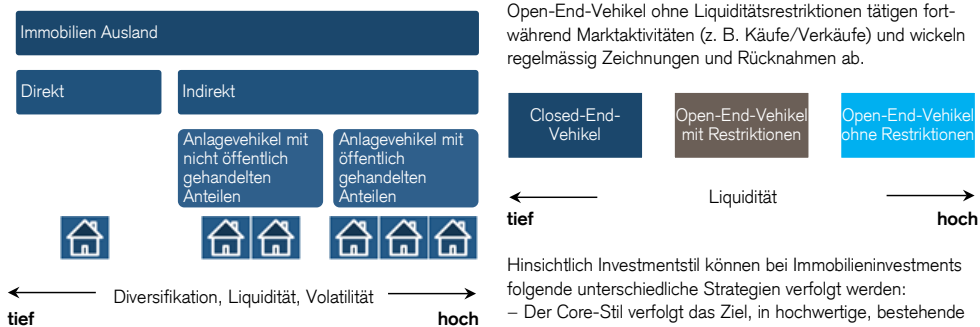 Immobilien Ausland
Direkt
Indirekt
Anlagevehikel mit
nicht öffentlich
gehandelten
Anteilen
Anlagevehikel mit
öffentlich
gehandelten
Anteilen
Diversifikation, Liquidität, Volatilität
tief
hoch
Open-End-Vehikel ohne Liquiditätsrestriktionen tätigen fort-
während Marktaktivitäten (z. B. Käufe/Verkäufe) und wickeln
regelmässig Zeichnungen und Rücknahmen ab.
Closed-End-
Vehikel
Open-End-Vehikel
mit Restriktionen
Open-End-Vehikel
ohne Restriktionen
Liquidität
tief
hoch
Hinsichtlich Investmentstil können bei Immobilieninvestments
folgende unterschiedliche Strategien verfolgt werden:
– Der Core-Stil verfolgt das Ziel, in hochwertige, bestehende